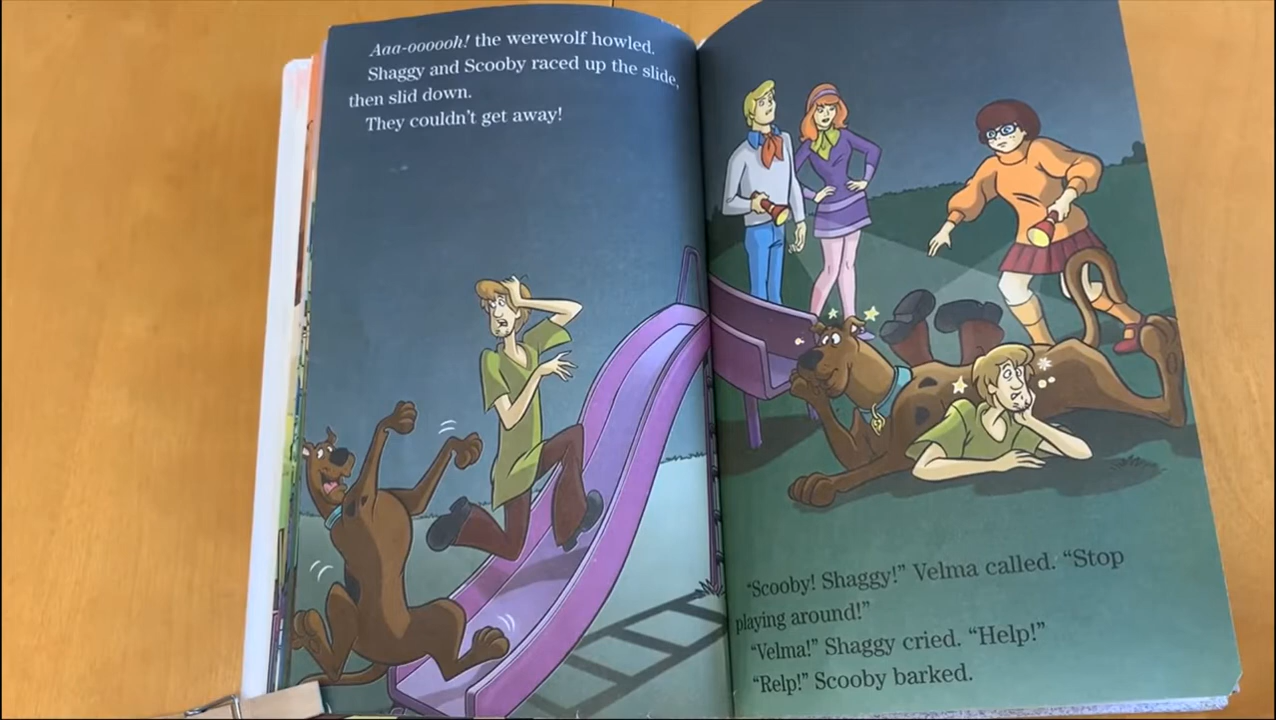 Aaa-oooooh! the werewolf howled.
Shaggy and Scooby raced up the slide,
then slid down.
They couldn't get away!
"Scooby! Shaggy!" Velma called. "Stop
playing around!"
"Velma!" Shaggy cried. "Help!"
"Relp!" Scooby barked.